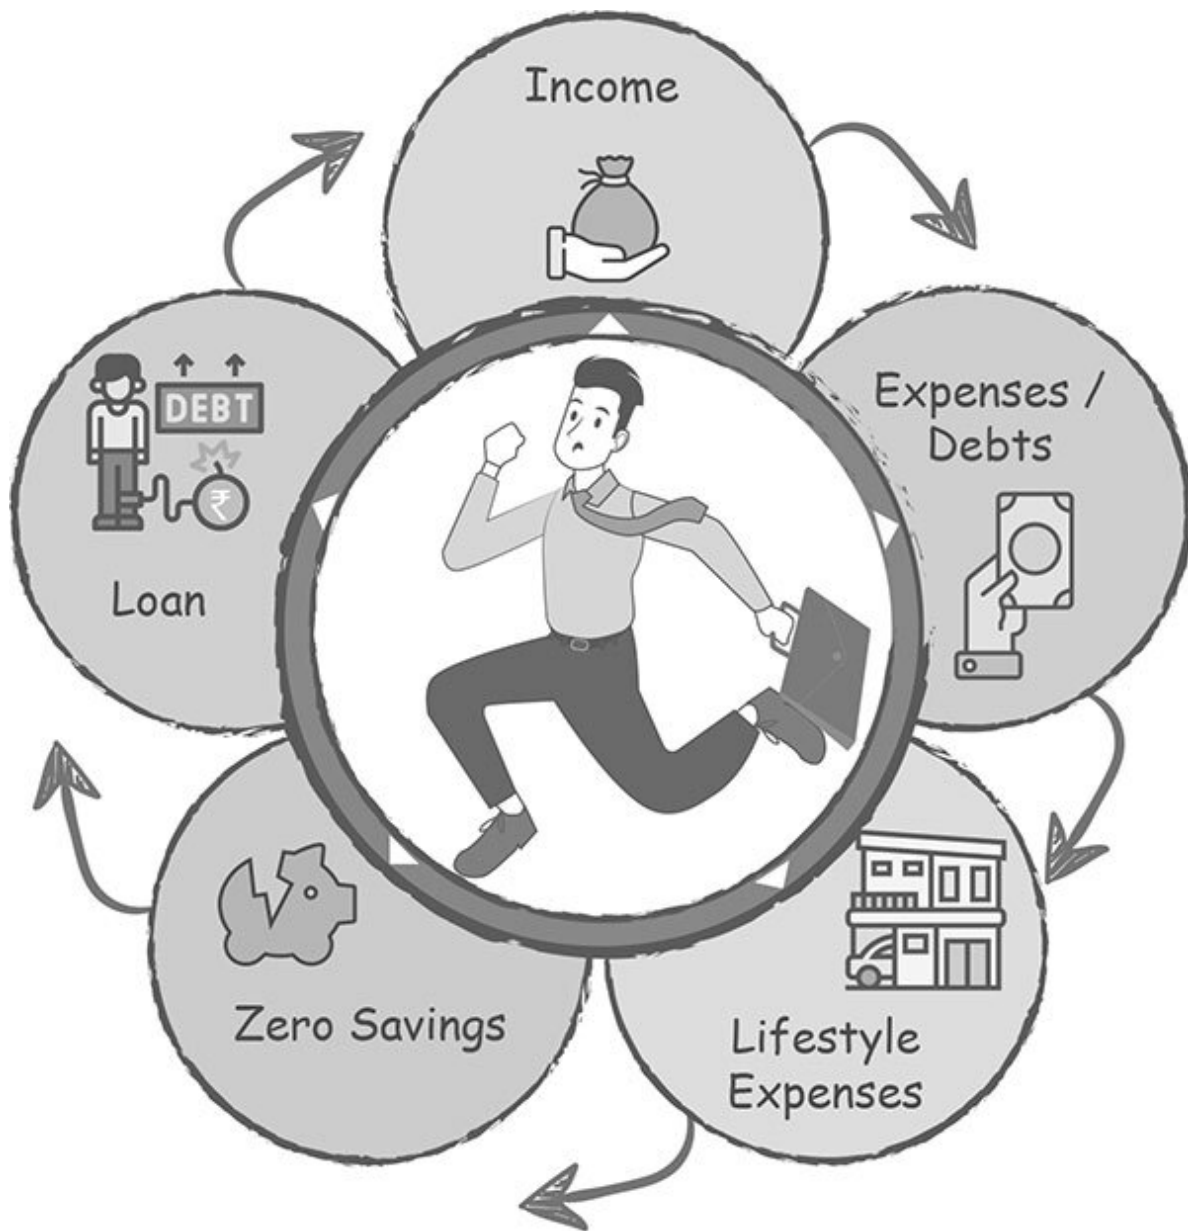 Income
Expenses /
Debts
DEBT
₹
Loan
Zero Savings
Lifestyle
Expenses